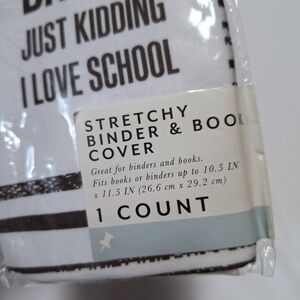 JUST KIDDING
I LOVE SCHOOL
STRETCHY
BINDER & BOOK
COVER
Great for binders and books.
Fits books or binders up to 10.5 IN
x 11.5 IN (26.6 cm x 29.2 cm)
1 COUNT